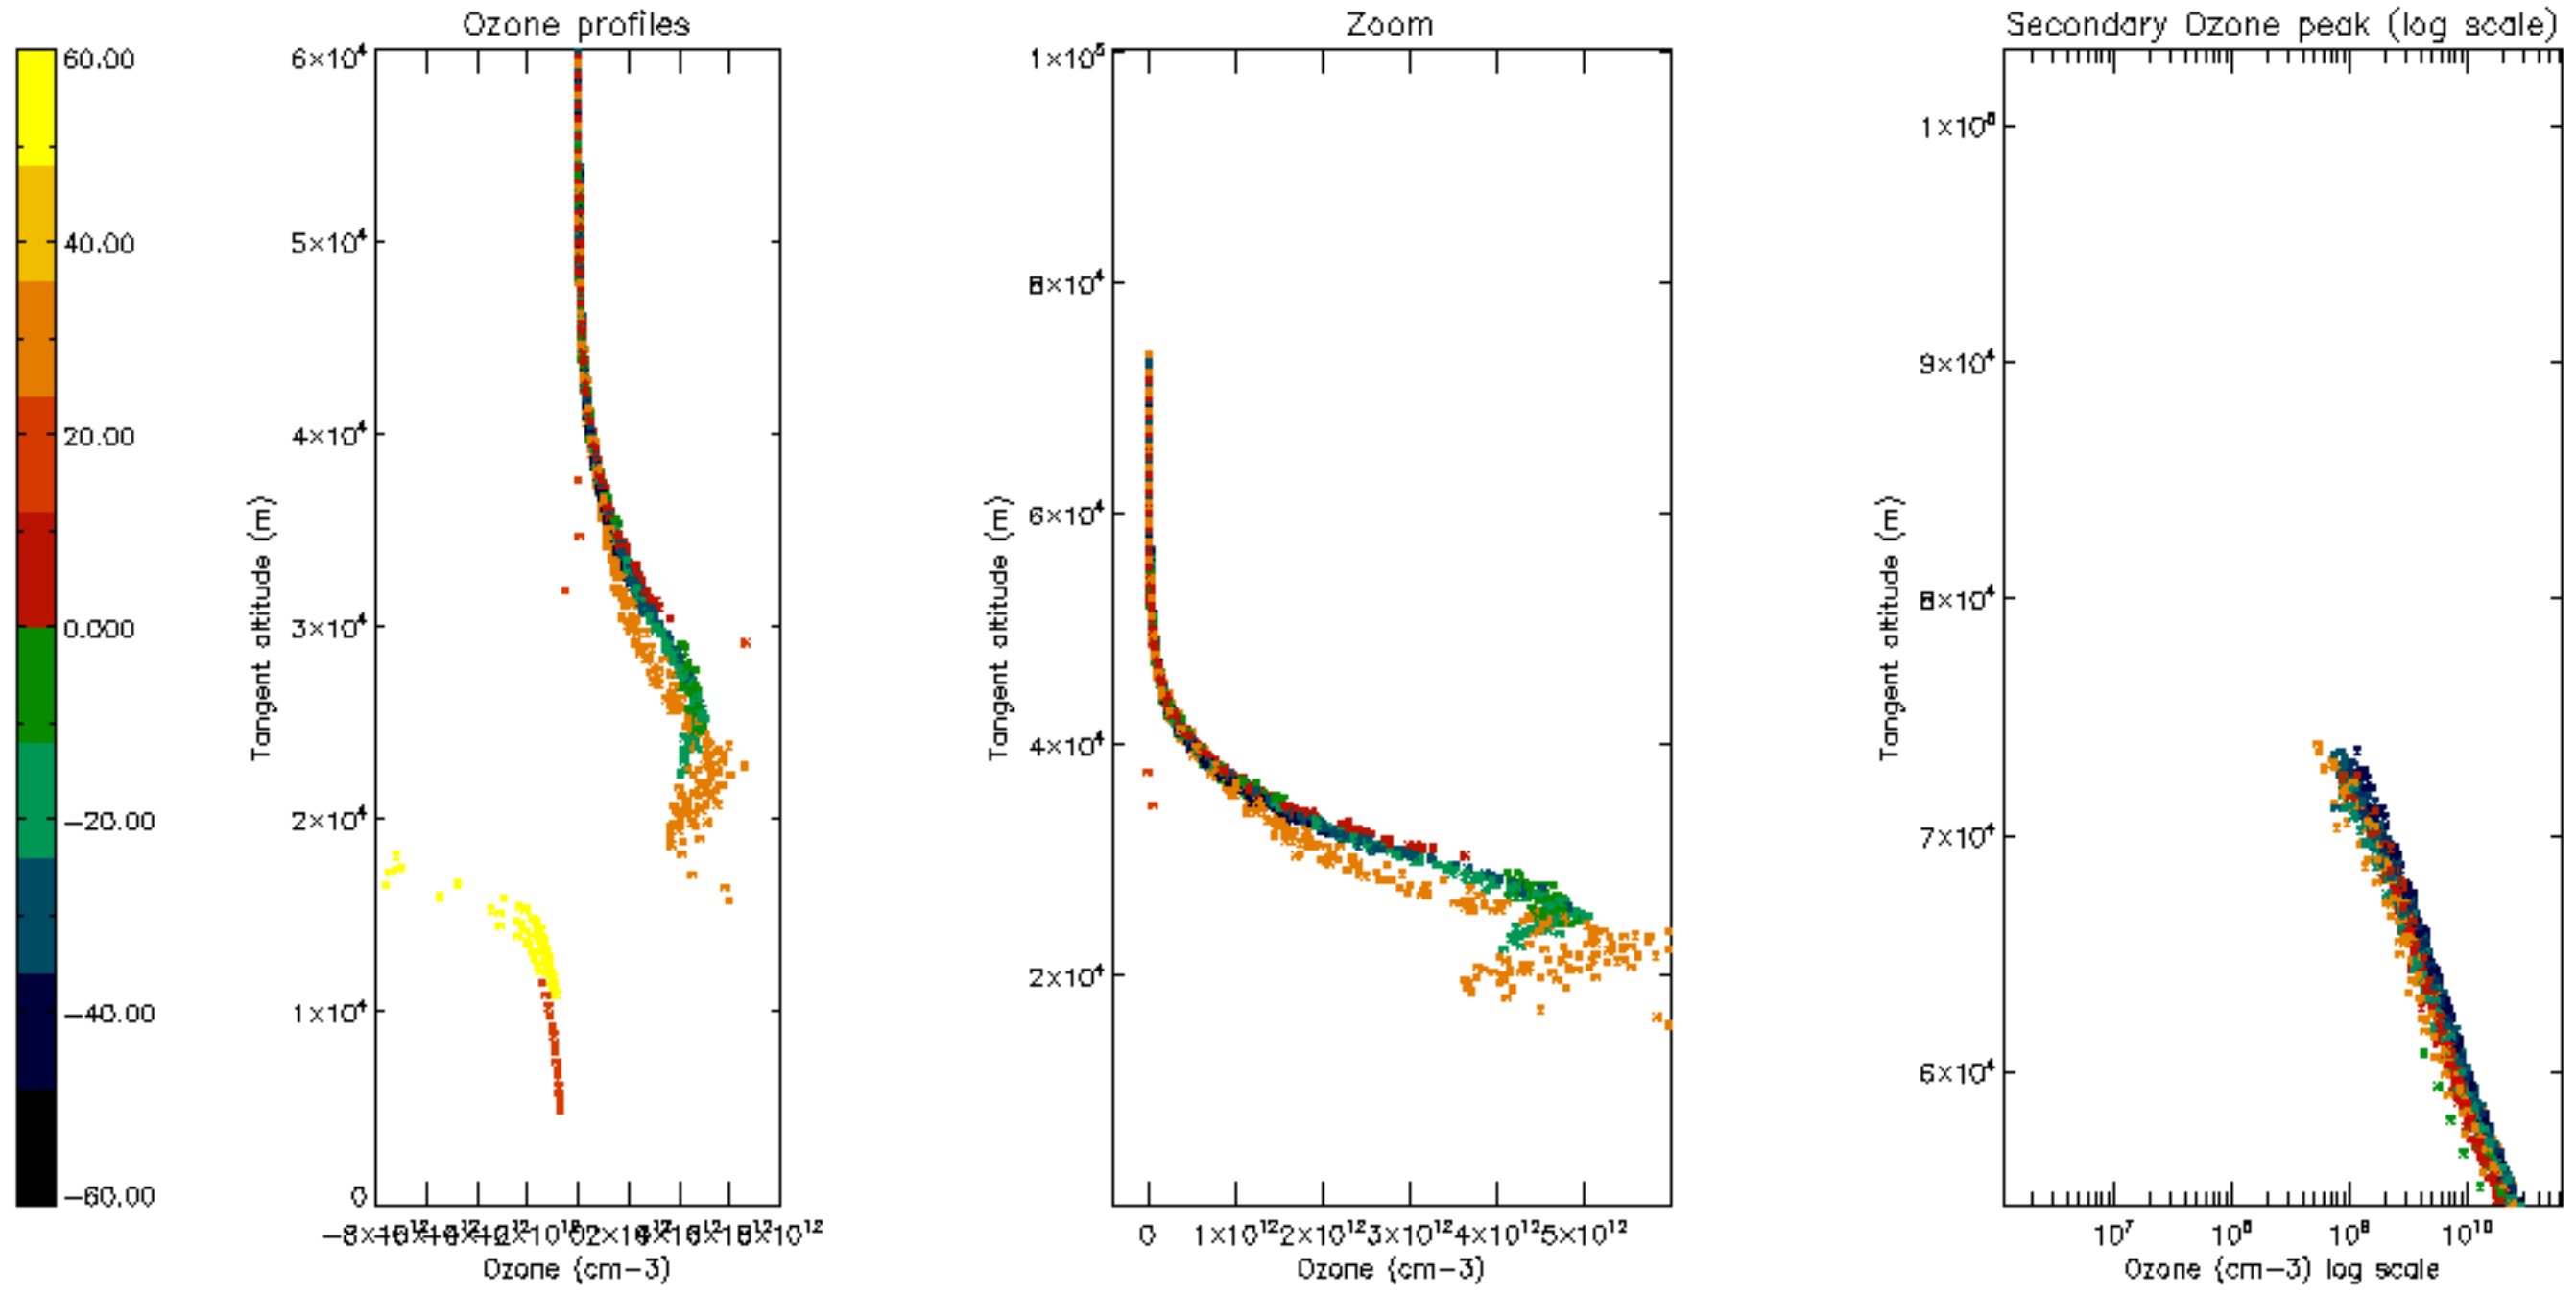 Ozone profiles
Zoom
Secondary Ozone peak (log scale)
60.00
40.00
20.00
0.000
-20.00
-40.00
-60.00
6×10⁴
5×10⁴
4×10⁴
3×10⁴
2×10⁴
1×10⁴
0
Tangent altitude (m)
Ozone (cm-3)
1×10⁵
8×10⁴
6×10⁴
4×10⁴
2×10⁴
Tangent altitude (m)
0 1×10¹² 2×10¹² 3×10¹² 4×10¹² 5×10¹²
Ozone (cm-3)
1×10⁵
9×10⁴
8×10⁴
7×10⁴
6×10⁴
Tangent altitude (m)
10⁷ 10⁸ 10⁹ 10¹⁰
Ozone (cm-3) log scale